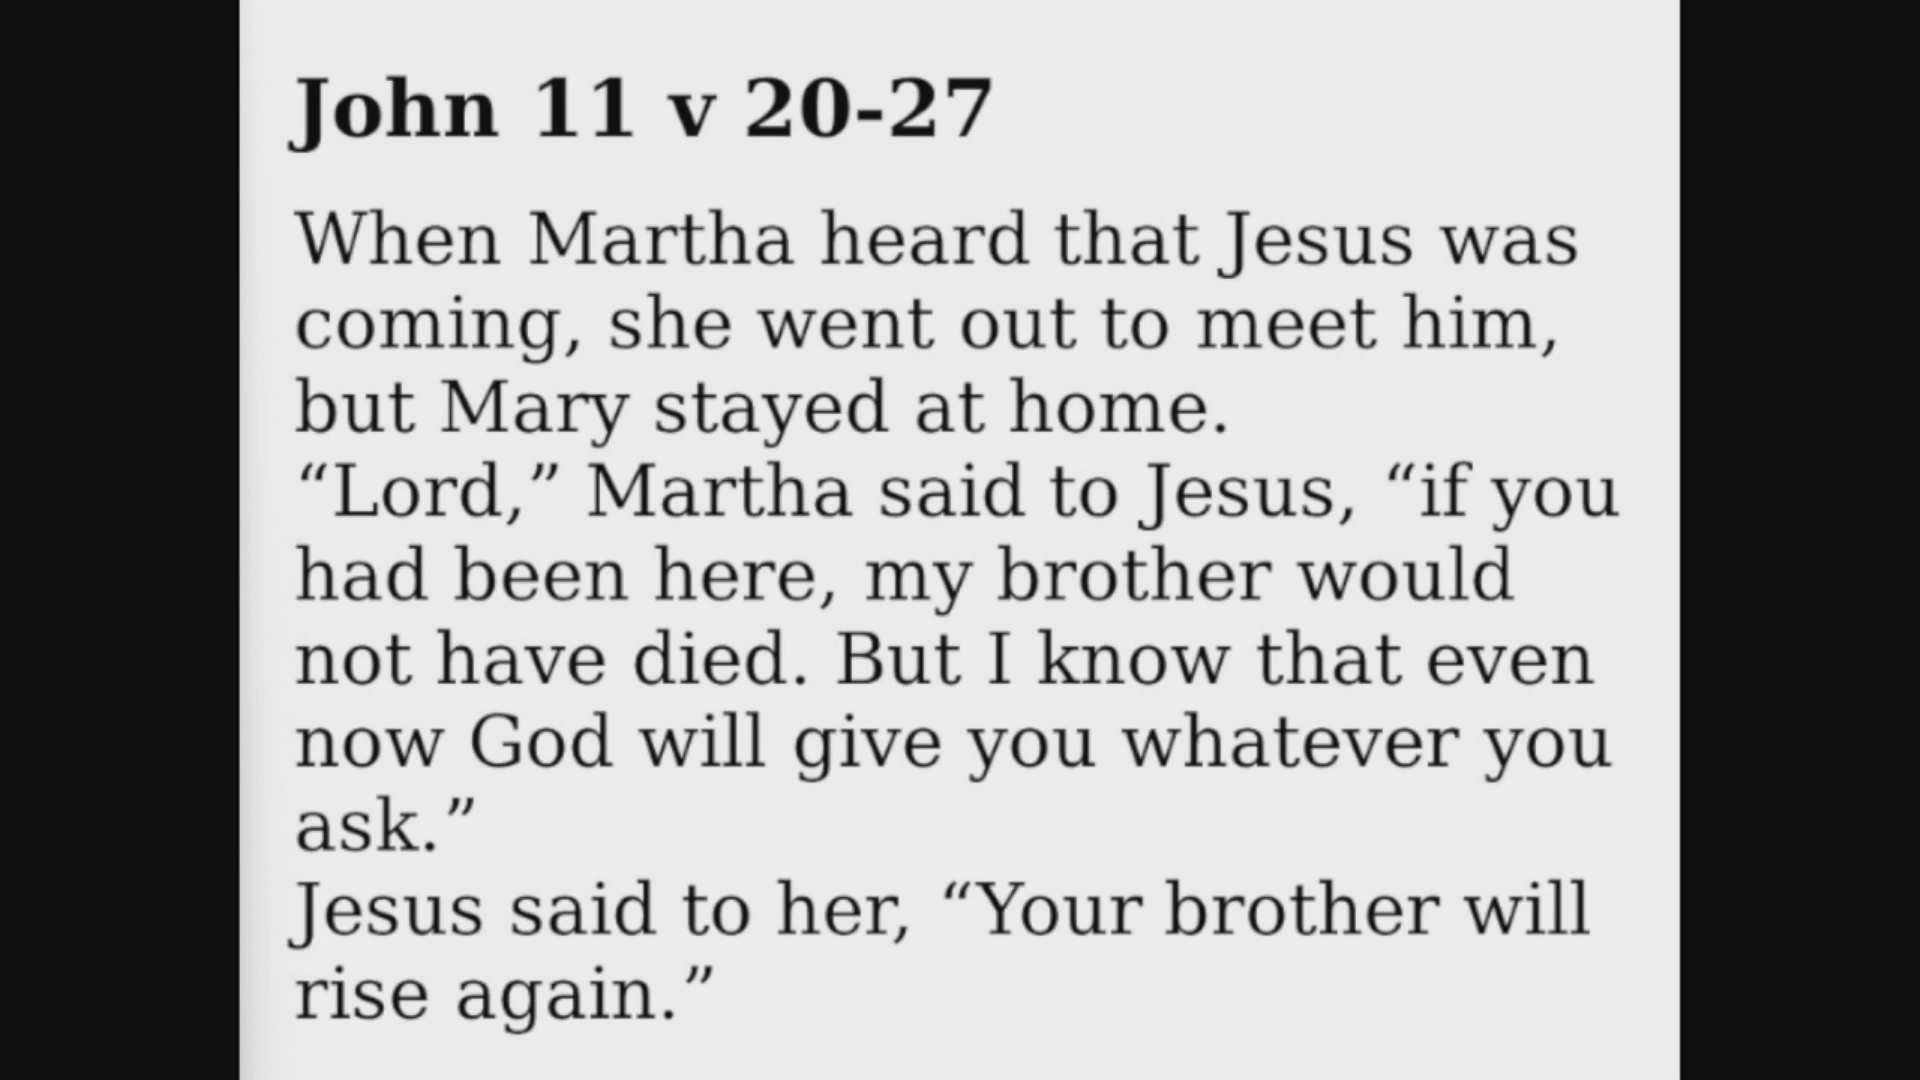 John 11 v 20-27
When Martha heard that Jesus was
coming, she went out to meet him,
but Mary stayed at home.
“Lord,” Martha said to Jesus, “if you
had been here, my brother would
not have died. But I know that even
now God will give you whatever you
ask.”
Jesus said to her, “Your brother will
rise again.”